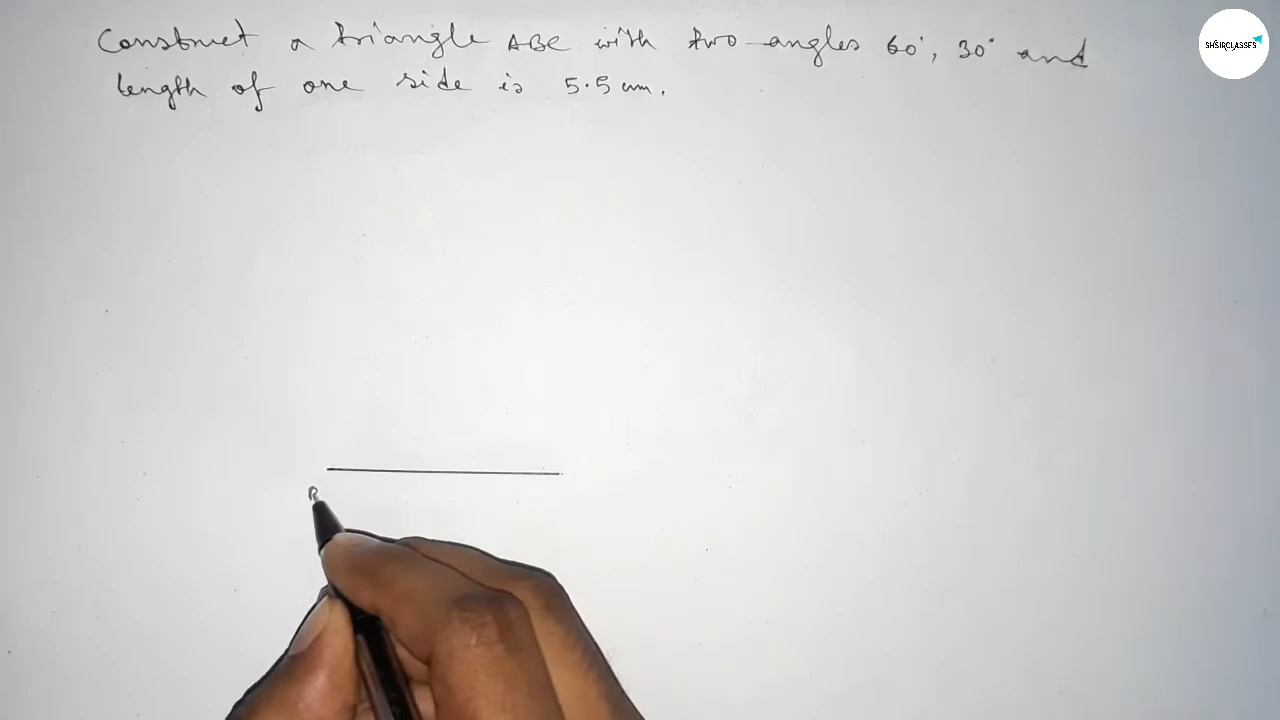 Construct a triangle ABC with two angles 60°, 30° and
length of one side is 5.5 cm.
SHSIRCLASSES
B